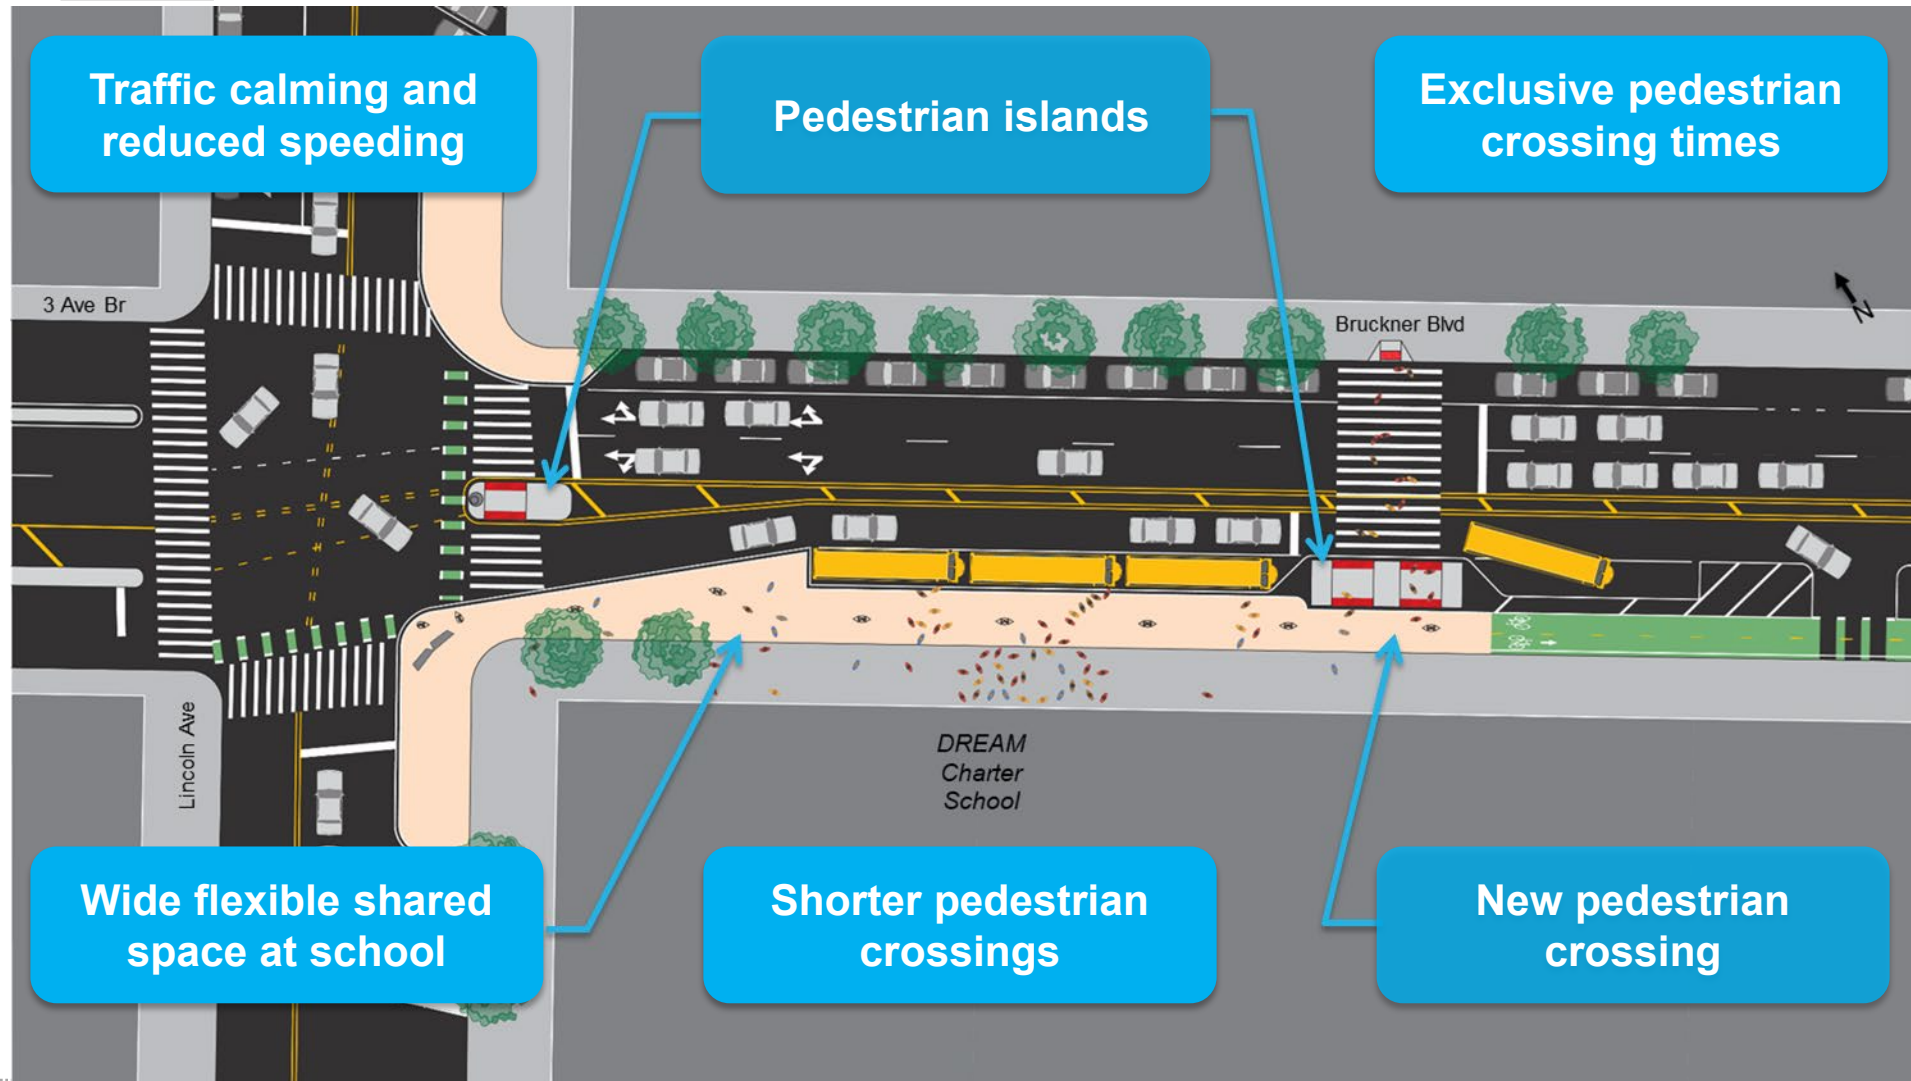 Traffic calming and
reduced speeding
Pedestrian islands
Exclusive pedestrian
crossing times
3 Ave Br
Bruckner Blvd
N
Lincoln Ave
DREAM
Charter
School
Wide flexible shared
space at school
Shorter pedestrian
crossings
New pedestrian
crossing